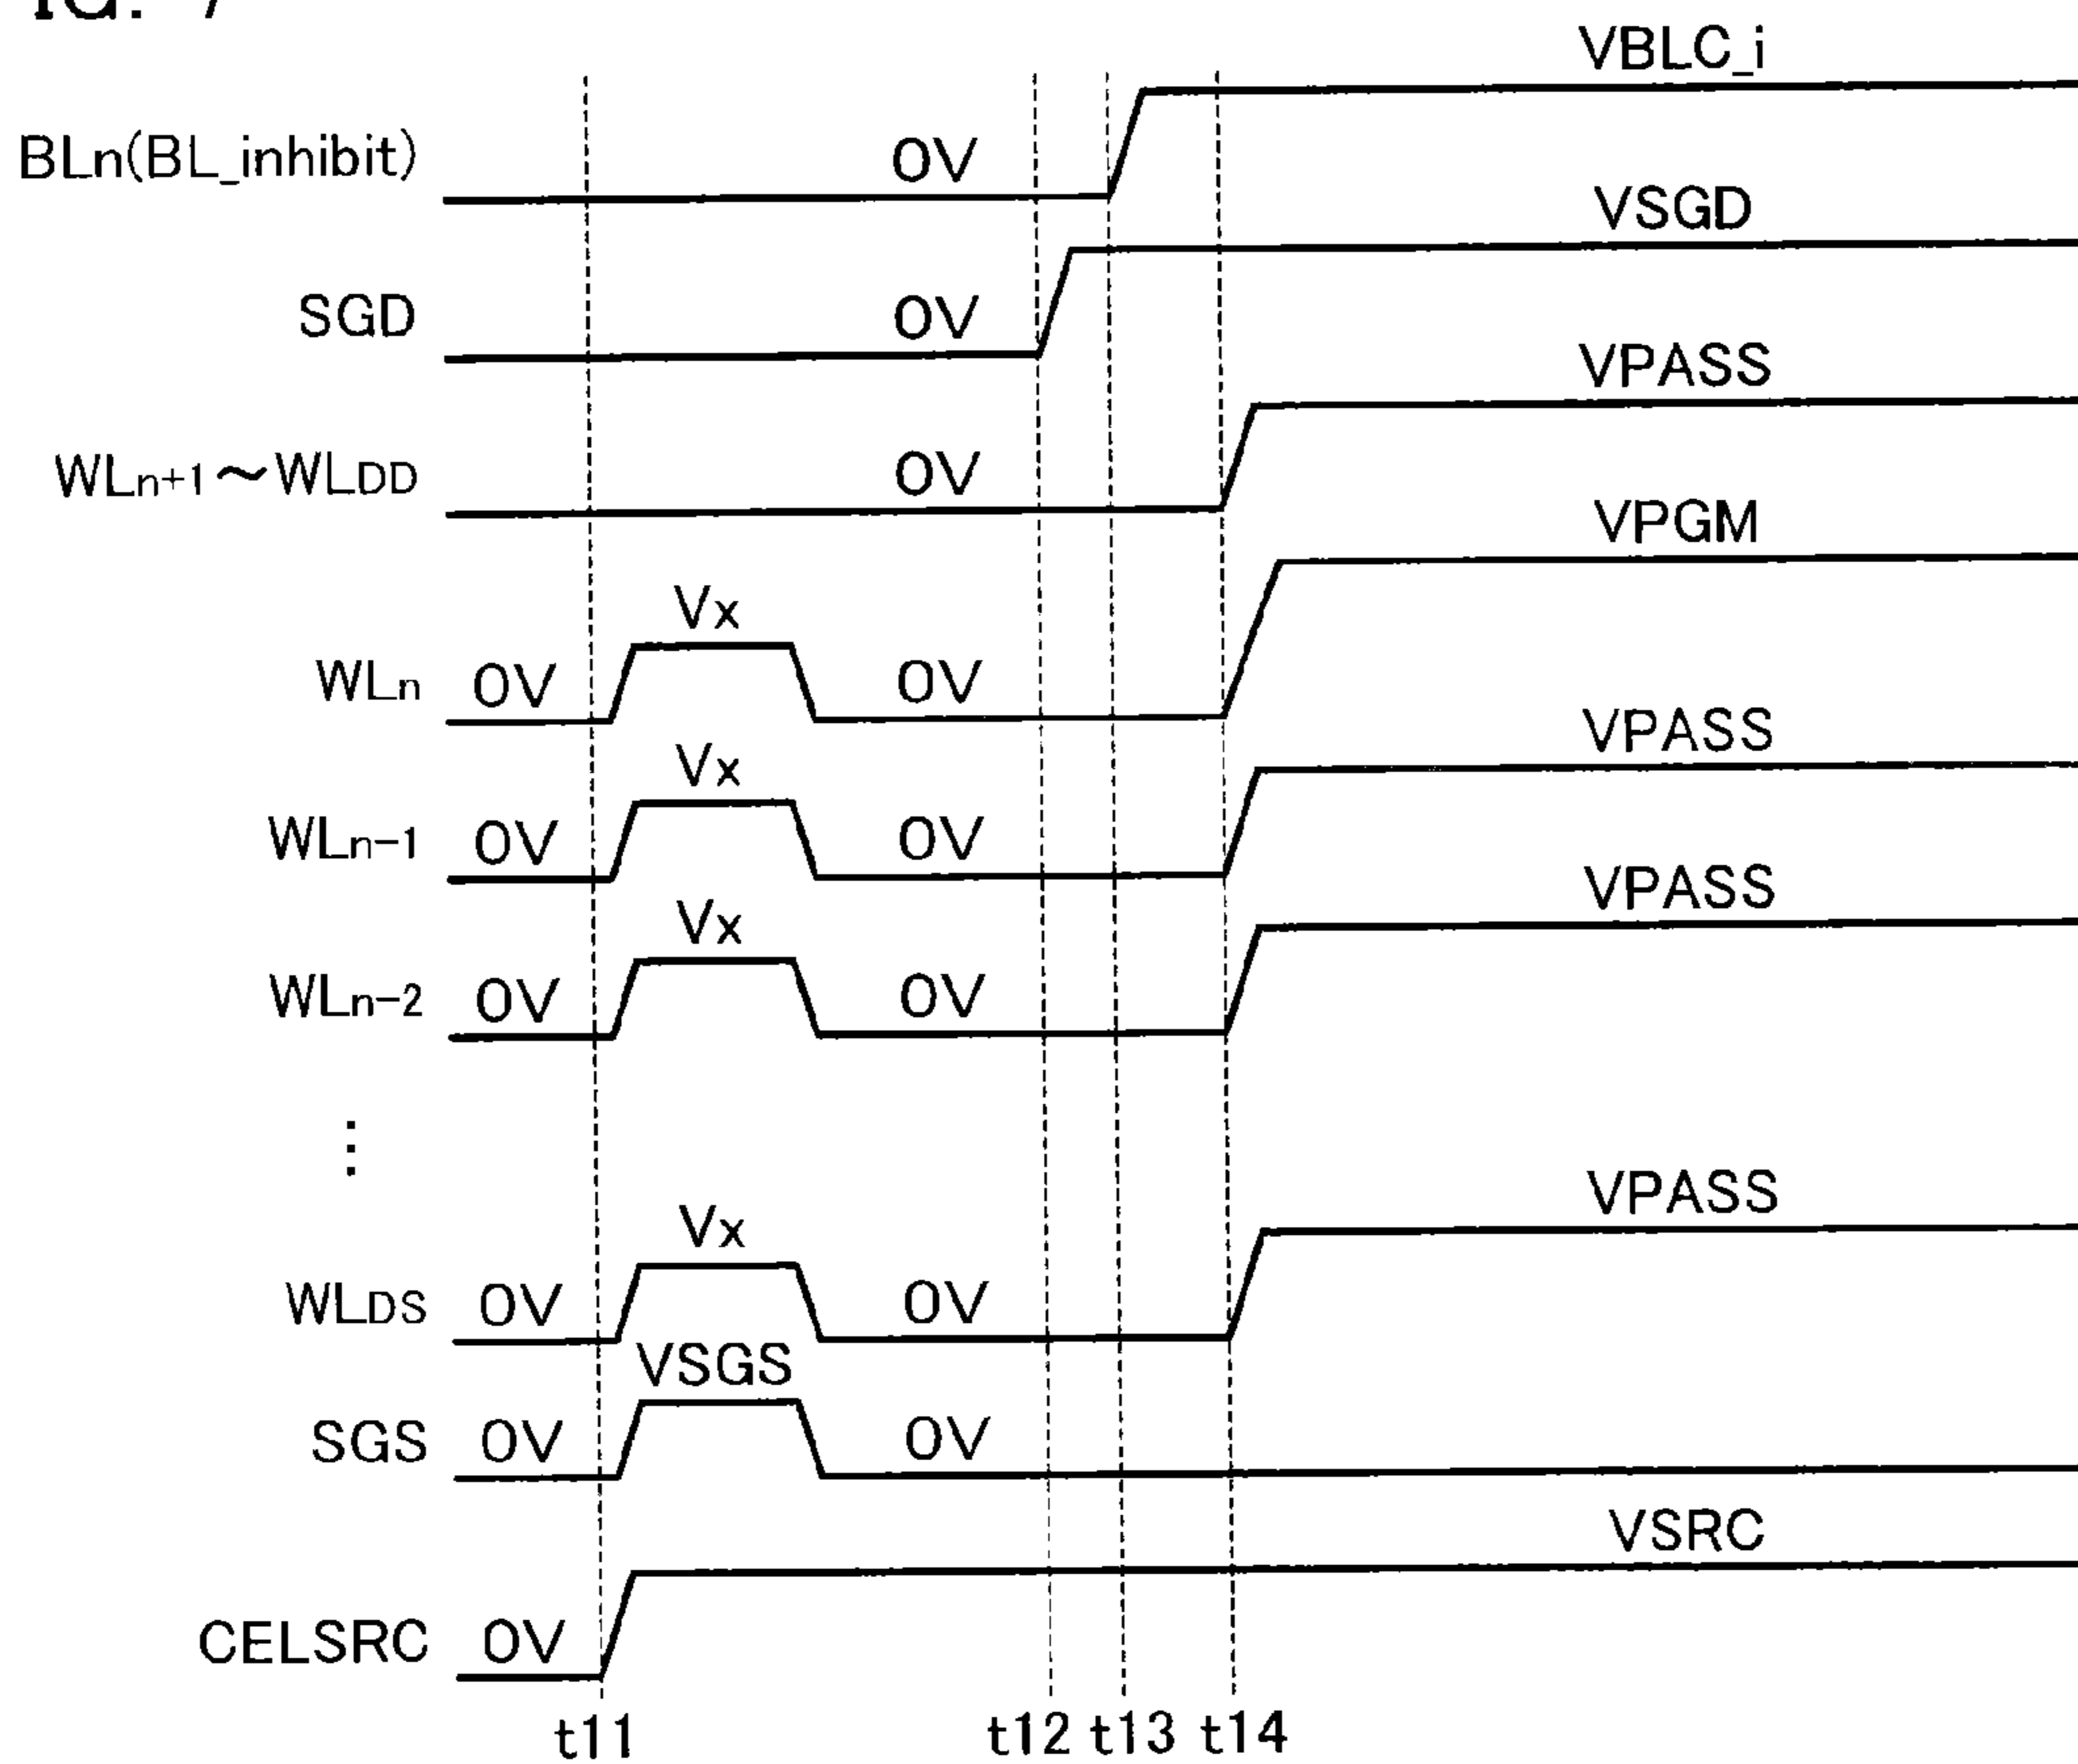 VBLC_i
BLn(BL_inhibit) 0V
VSGD
SGD 0V
VPASS
WLn+1～WLDD 0V
VPGM
Vx
WLn 0V 0V
VPASS
Vx
WLn-1 0V 0V
VPASS
Vx
WLn-2 0V 0V
⋮
VPASS
Vx
WLDS 0V 0V
VSGS
SGS 0V 0V
VSRC
CELSRC 0V
t11 t12 t13 t14